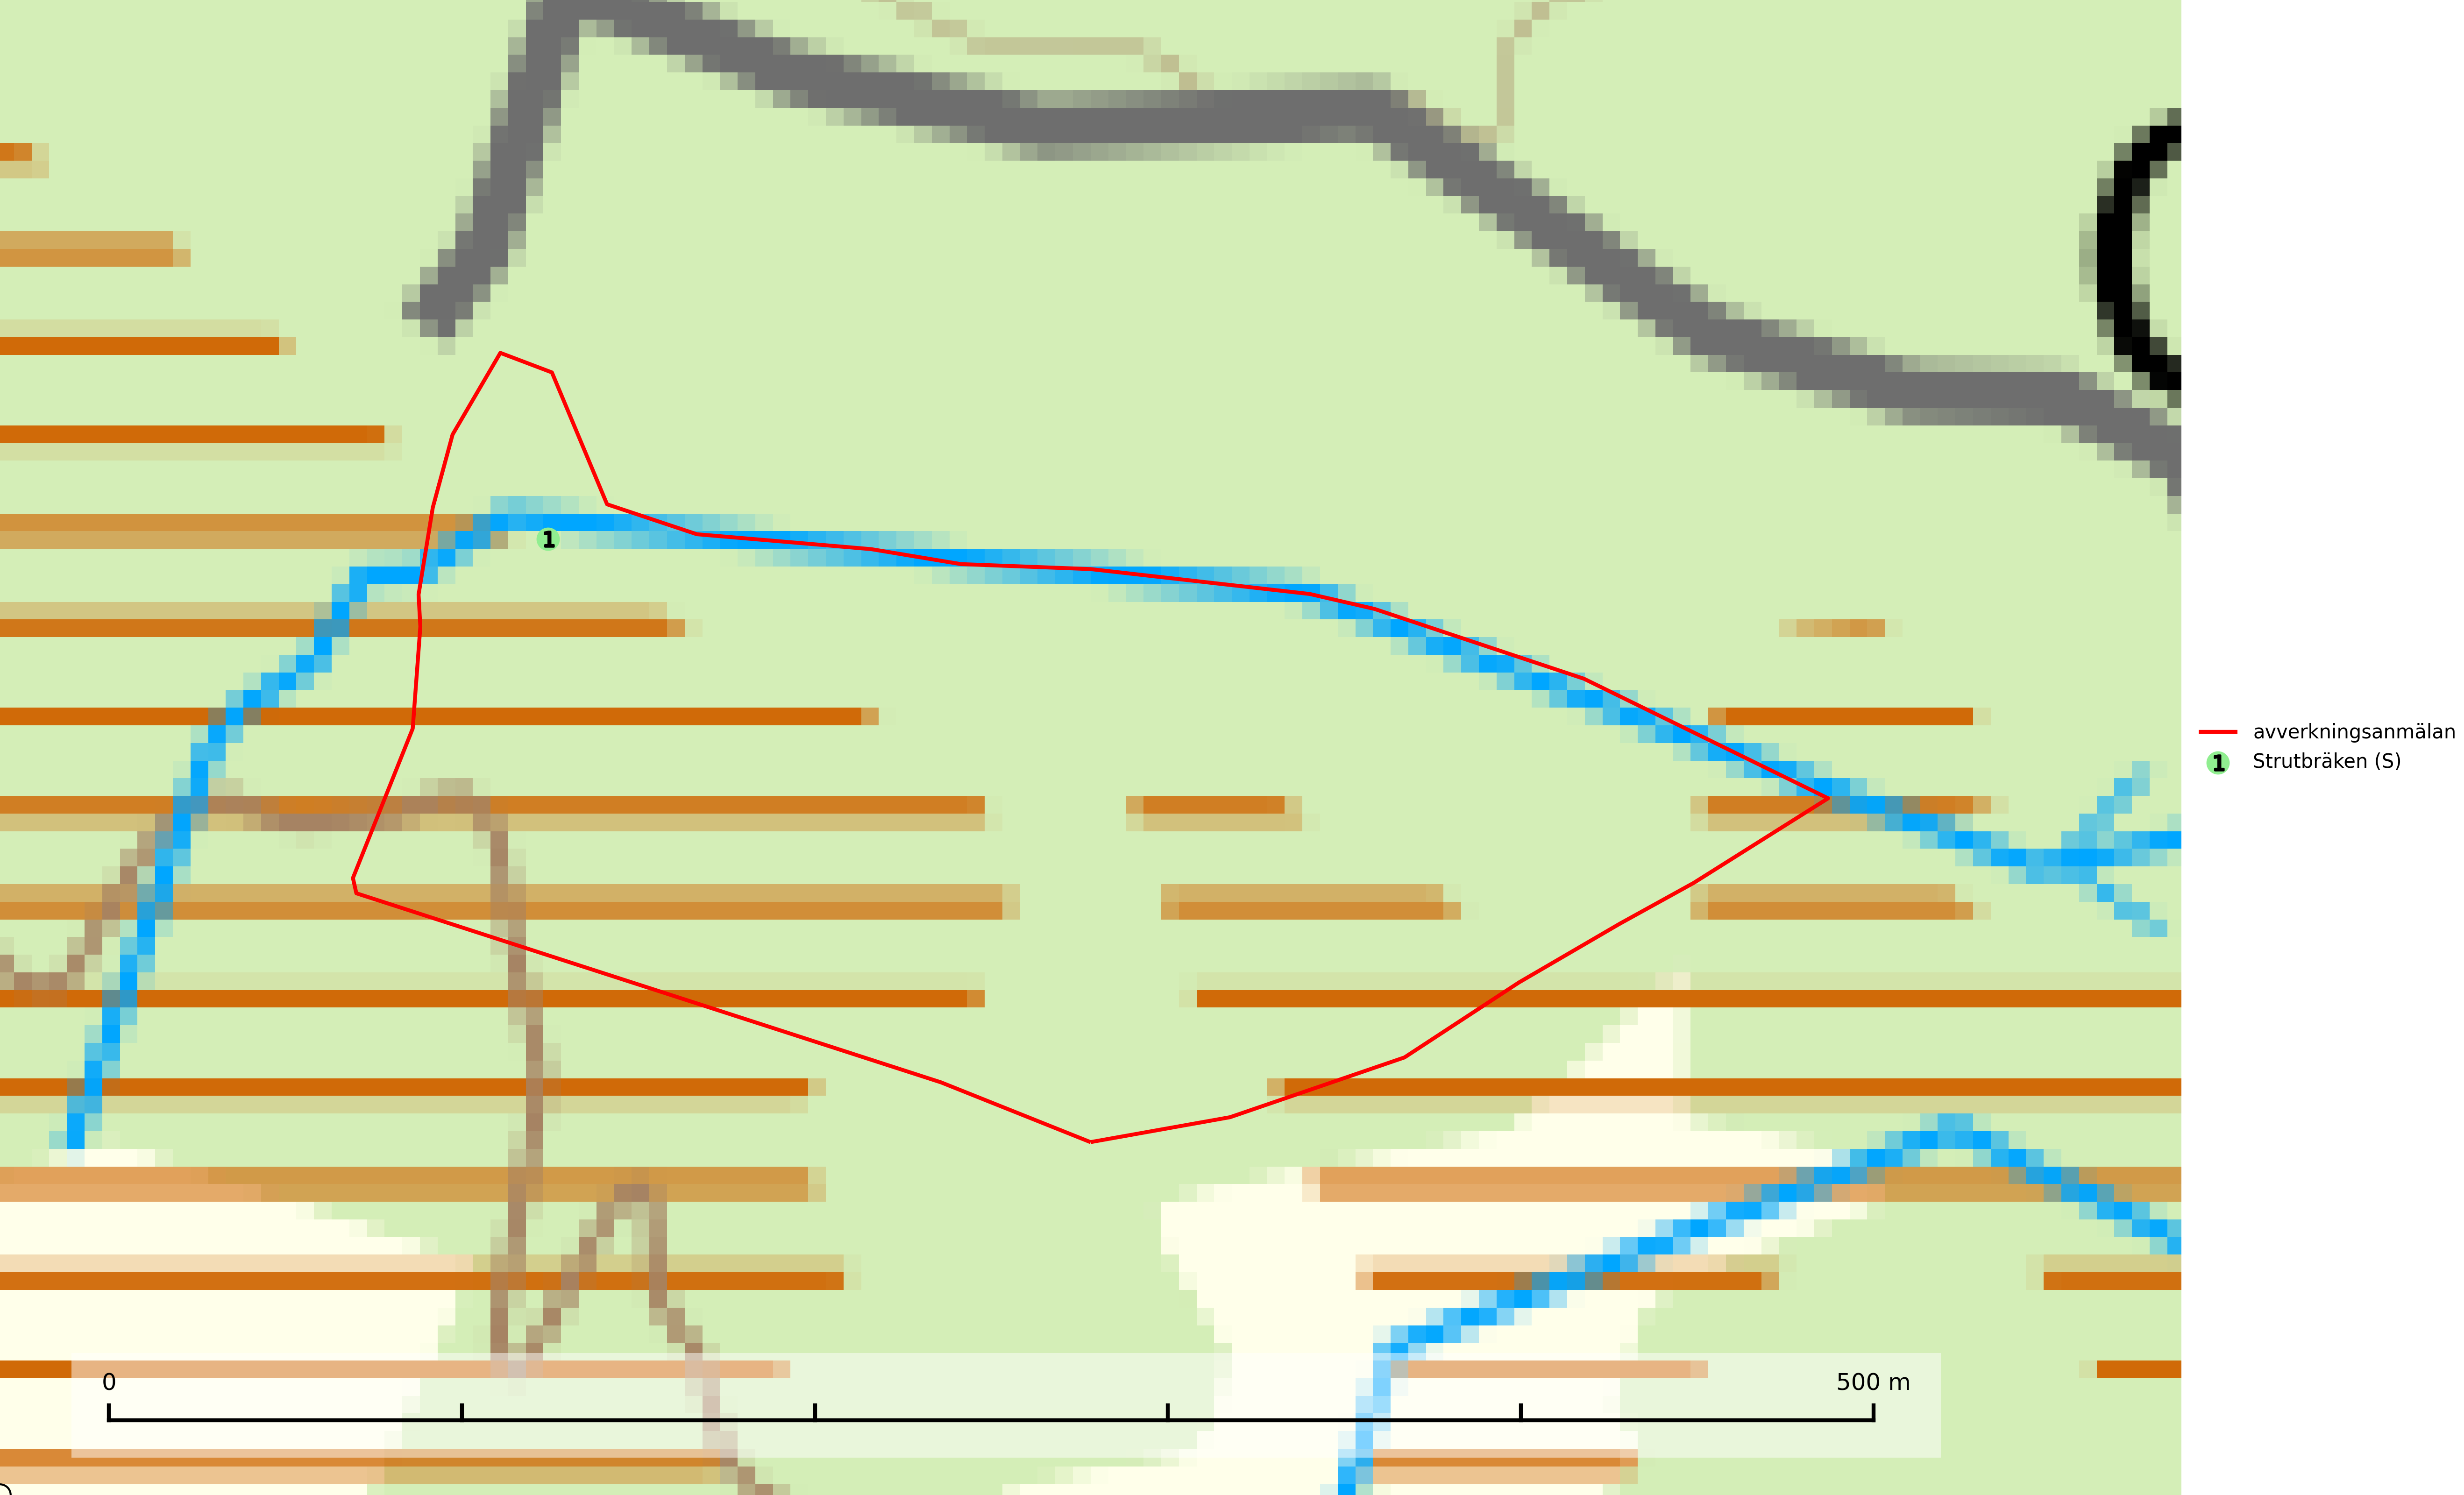 1
avverkningsanmälan
1 Strutbräken (S)
0 500 m